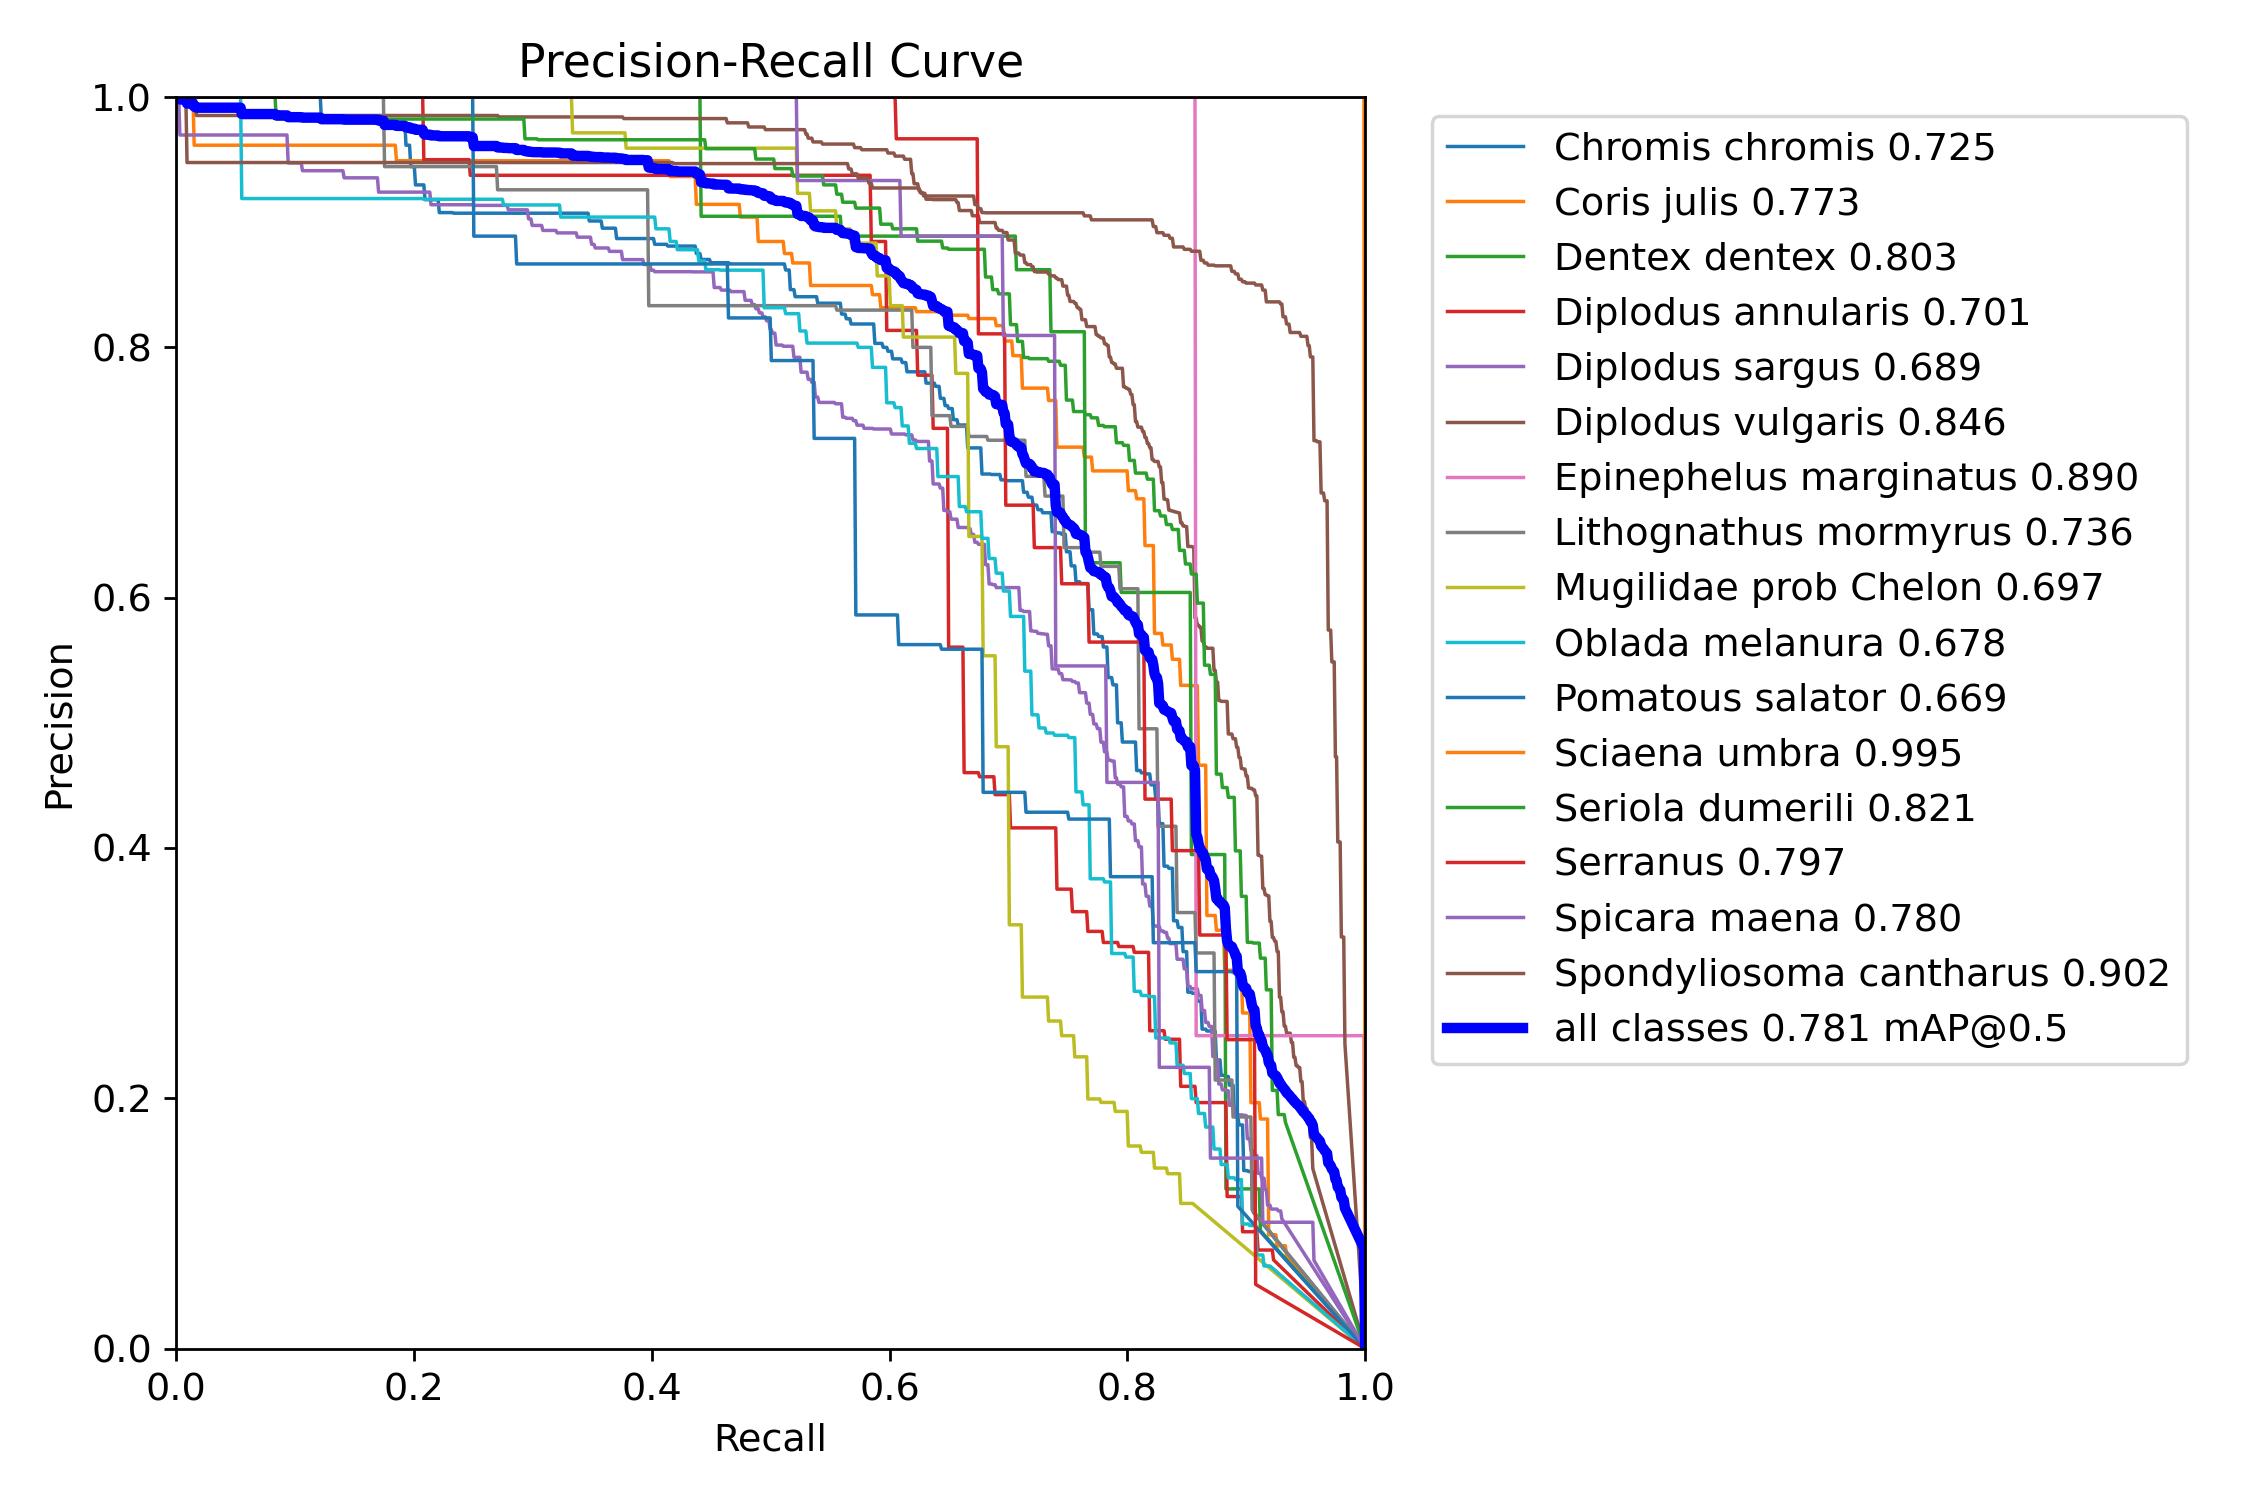 Precision-Recall Curve
1.0
0.8
0.6
0.4
0.2
0.0
Precision
0.0 0.2 0.4 0.6 0.8 1.0
Recall
Chromis chromis 0.725
Coris julis 0.773
Dentex dentex 0.803
Diplodus annularis 0.701
Diplodus sargus 0.689
Diplodus vulgaris 0.846
Epinephelus marginatus 0.890
Lithognathus mormyrus 0.736
Mugilidae prob Chelon 0.697
Oblada melanura 0.678
Pomatous salator 0.669
Sciaena umbra 0.995
Seriola dumerili 0.821
Serranus 0.797
Spicara maena 0.780
Spondyliosoma cantharus 0.902
all classes 0.781 mAP@0.5